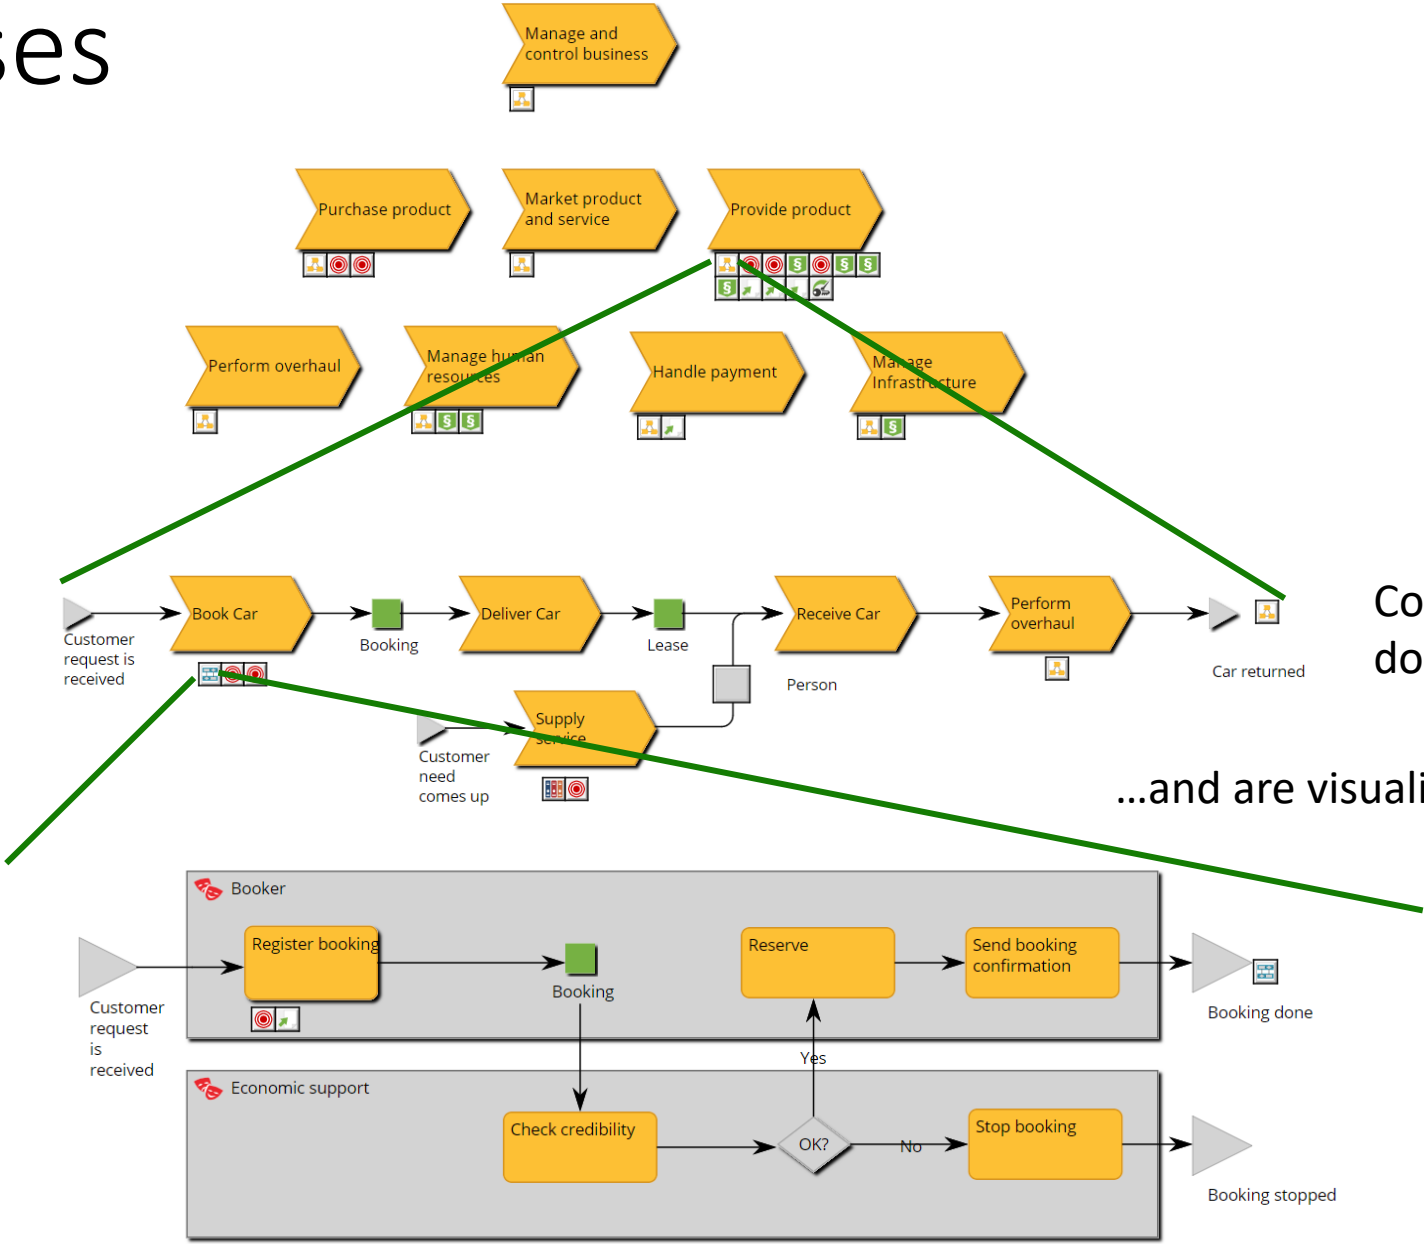 ses
Manage and
control business
Purchase product
Market product
and service
Provide product
Perform overhaul
Manage human
resources
Handle payment
Manage
Infrastructure
Customer
request is
received
Book Car
Booking
Deliver Car
Lease
Receive Car
Perform
overhaul
Car returned
Co
do
Person
Customer
need
comes up
Supply
service
...and are visuali
Booker
Customer
request
is
received
Register booking
Booking
Reserve
Send booking
confirmation
Booking done
Yes
Economic support
Check credibility
OK?
No
Stop booking
Booking stopped